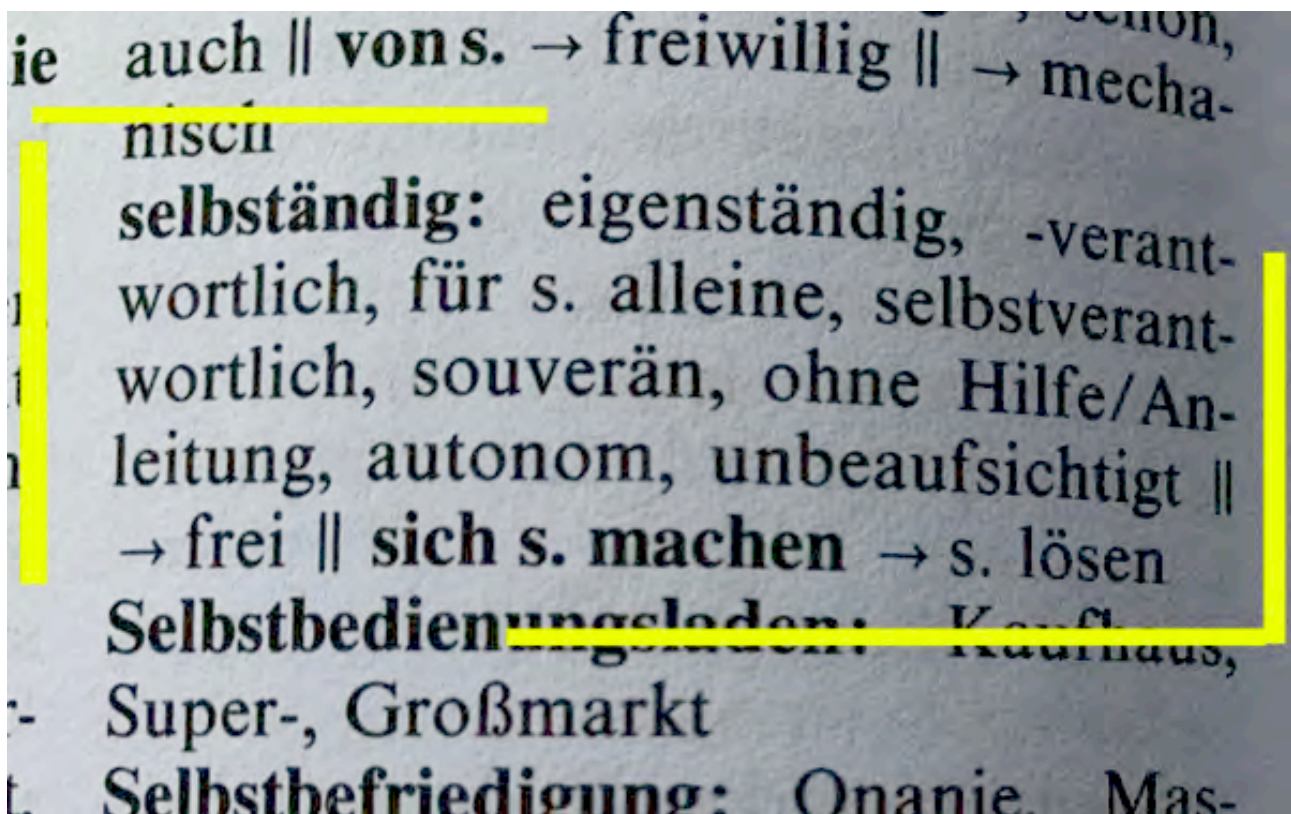 schon,
ie auch || von s. → freiwillig || → mecha-
nisch
selbständig: eigenständig, -verant-
wortlich, für s. alleine, selbstverant-
wortlich, souverän, ohne Hilfe/An-
leitung, autonom, unbeaufsichtigt ||
→ frei || sich s. machen → s. lösen
Selbstbedienungsladen: Kaufhaus,
Super-, Großmarkt
Selbstbefriedigung: Onanie, Mas-